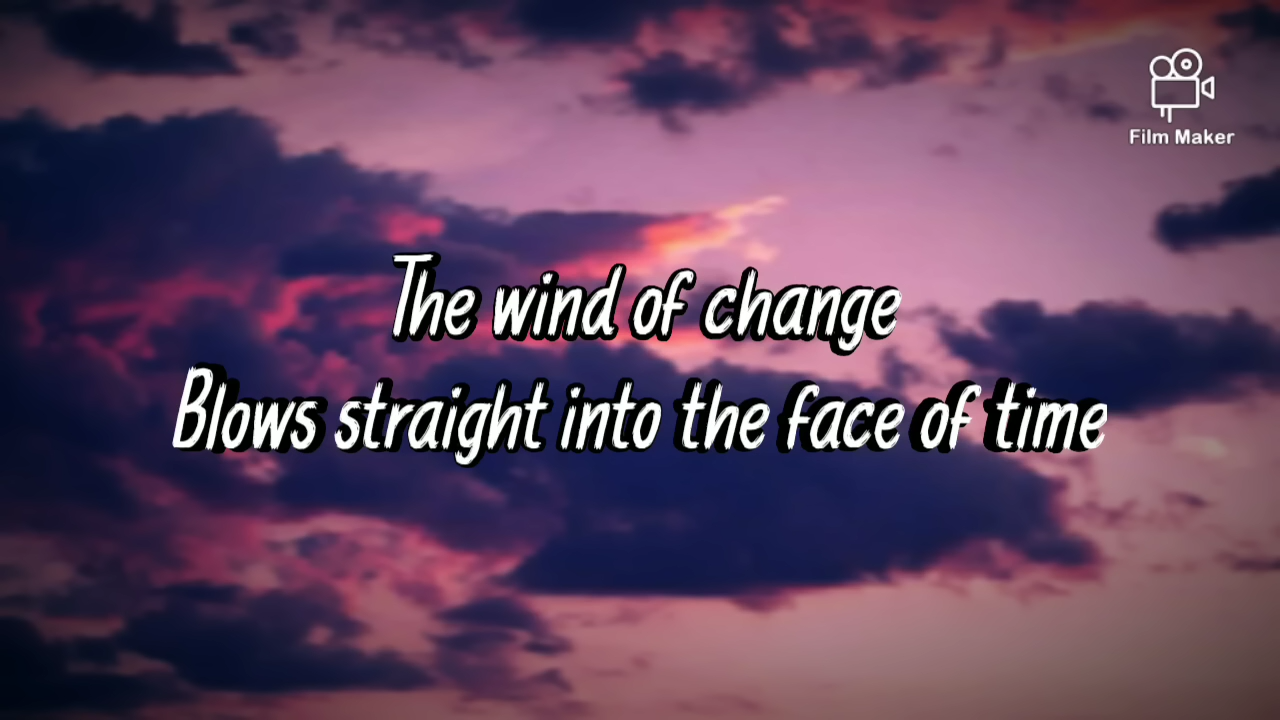 Film Maker
The wind of change
Blows straight into the face of time